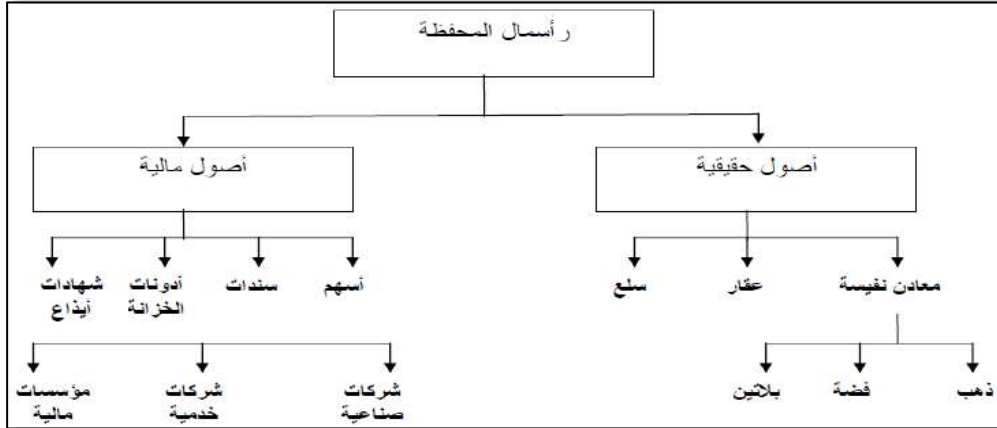 رأسمال المحفظة
أصول حقيقية
أصول مالية
معادن نفيسة
عقار
سلع
أسهم
سندات
أدونات
الخزانة
شهادات
أيذاع
ذهب
فضة
بلاتين
شركات
صناعية
شركات
خدمية
مؤسسات
مالية